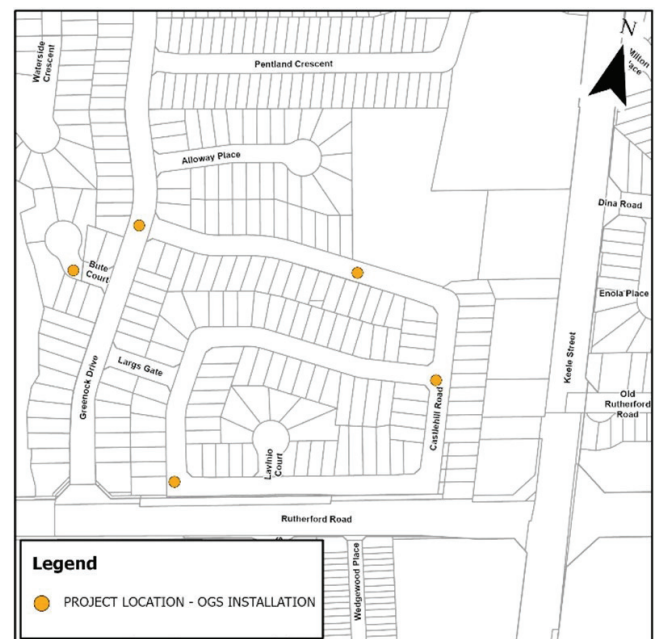 N
Waterside
Crescent
Pentland Crescent
Milton
Alloway Place
Dina Road
Bute
Court
Enola Place
Keele Street
Largs Gate
Greenock Drive
Castlehill Road
Old
Rutherford
Road
Lavinio
Court
Rutherford Road
Wedgewood Place
Legend
PROJECT LOCATION - OGS INSTALLATION